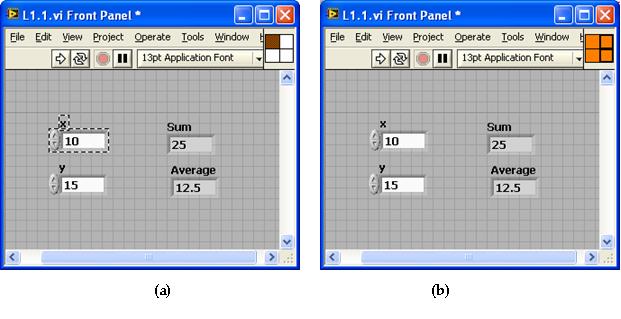 L1.1.vi Front Panel *
File Edit View Project Operate Tools Window
13pt Application Font
x
10
Sum
25
y
15
Average
12.5
(a)
L1.1.vi Front Panel *
File Edit View Project Operate Tools Window
13pt Application Font
x
10
Sum
25
y
15
Average
12.5
(b)